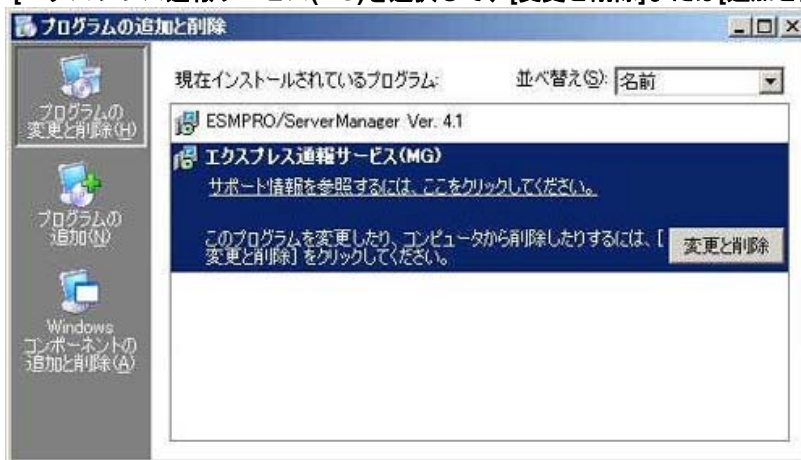 プログラムの追加と削除
プログラムの
変更と削除(H)
現在インストールされているプログラム:
並べ替え(S):
名前
ESMPRO/ServerManager Ver. 4.1
エクスプレス通報サービス(MG)
サポート情報を参照するには、ここをクリックしてください。
このプログラムを変更したり、コンピュータから削除したりするには、[
変更と削除] をクリックしてください。
変更と削除
プログラムの
追加(N)
Windows
コンポーネントの
追加と削除(A)